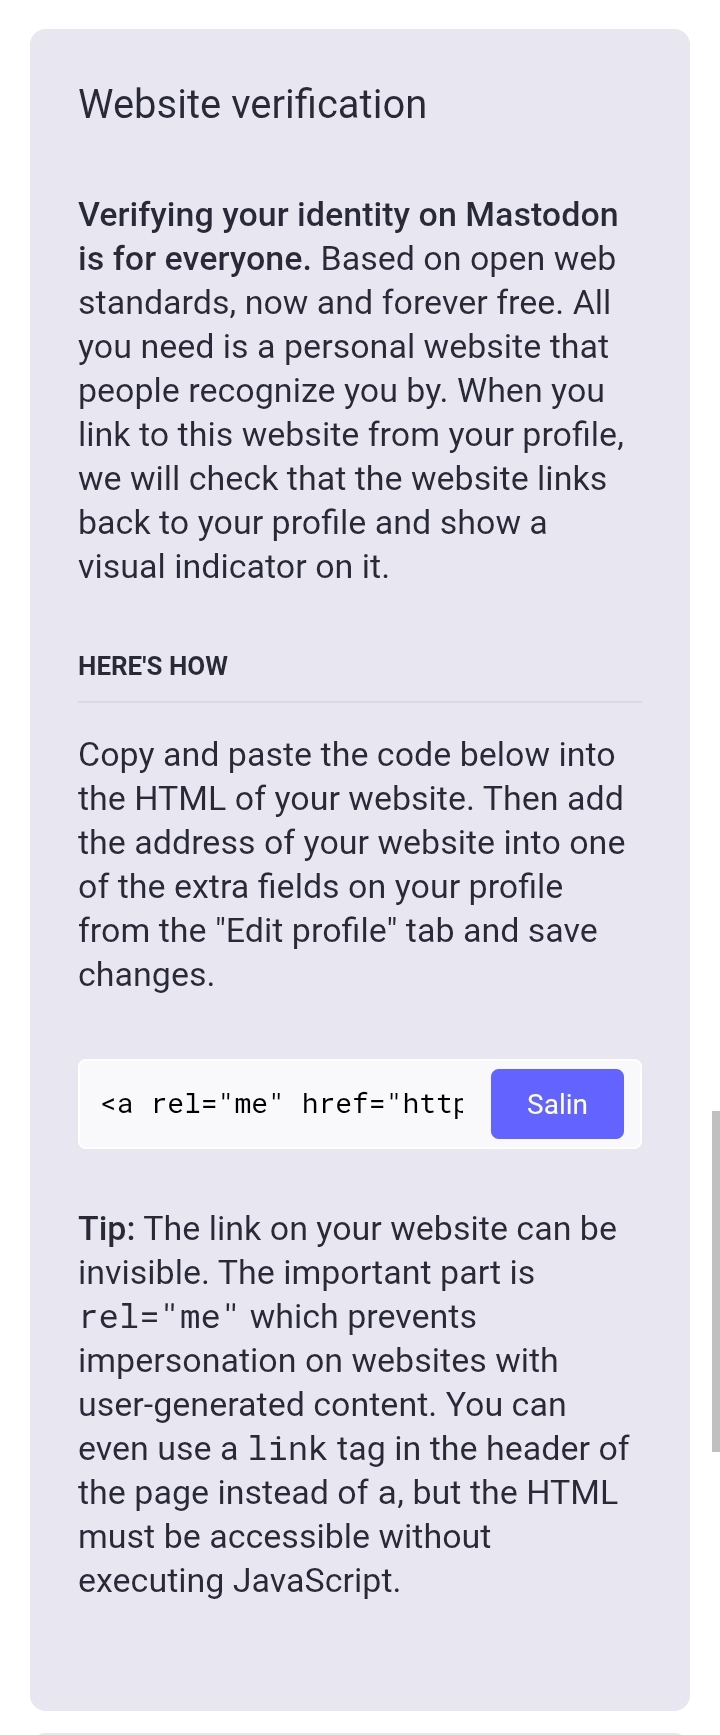 Website verification
Verifying your identity on Mastodon
is for everyone. Based on open web
standards, now and forever free. All
you need is a personal website that
people recognize you by. When you
link to this website from your profile,
we will check that the website links
back to your profile and show a
visual indicator on it.
HERE'S HOW
Copy and paste the code below into
the HTML of your website. Then add
the address of your website into one
of the extra fields on your profile
from the "Edit profile" tab and save
changes.
<a rel="me" href="http Salin
Tip: The link on your website can be
invisible. The important part is
rel="me" which prevents
impersonation on websites with
user-generated content. You can
even use a link tag in the header of
the page instead of a, but the HTML
must be accessible without
executing JavaScript.